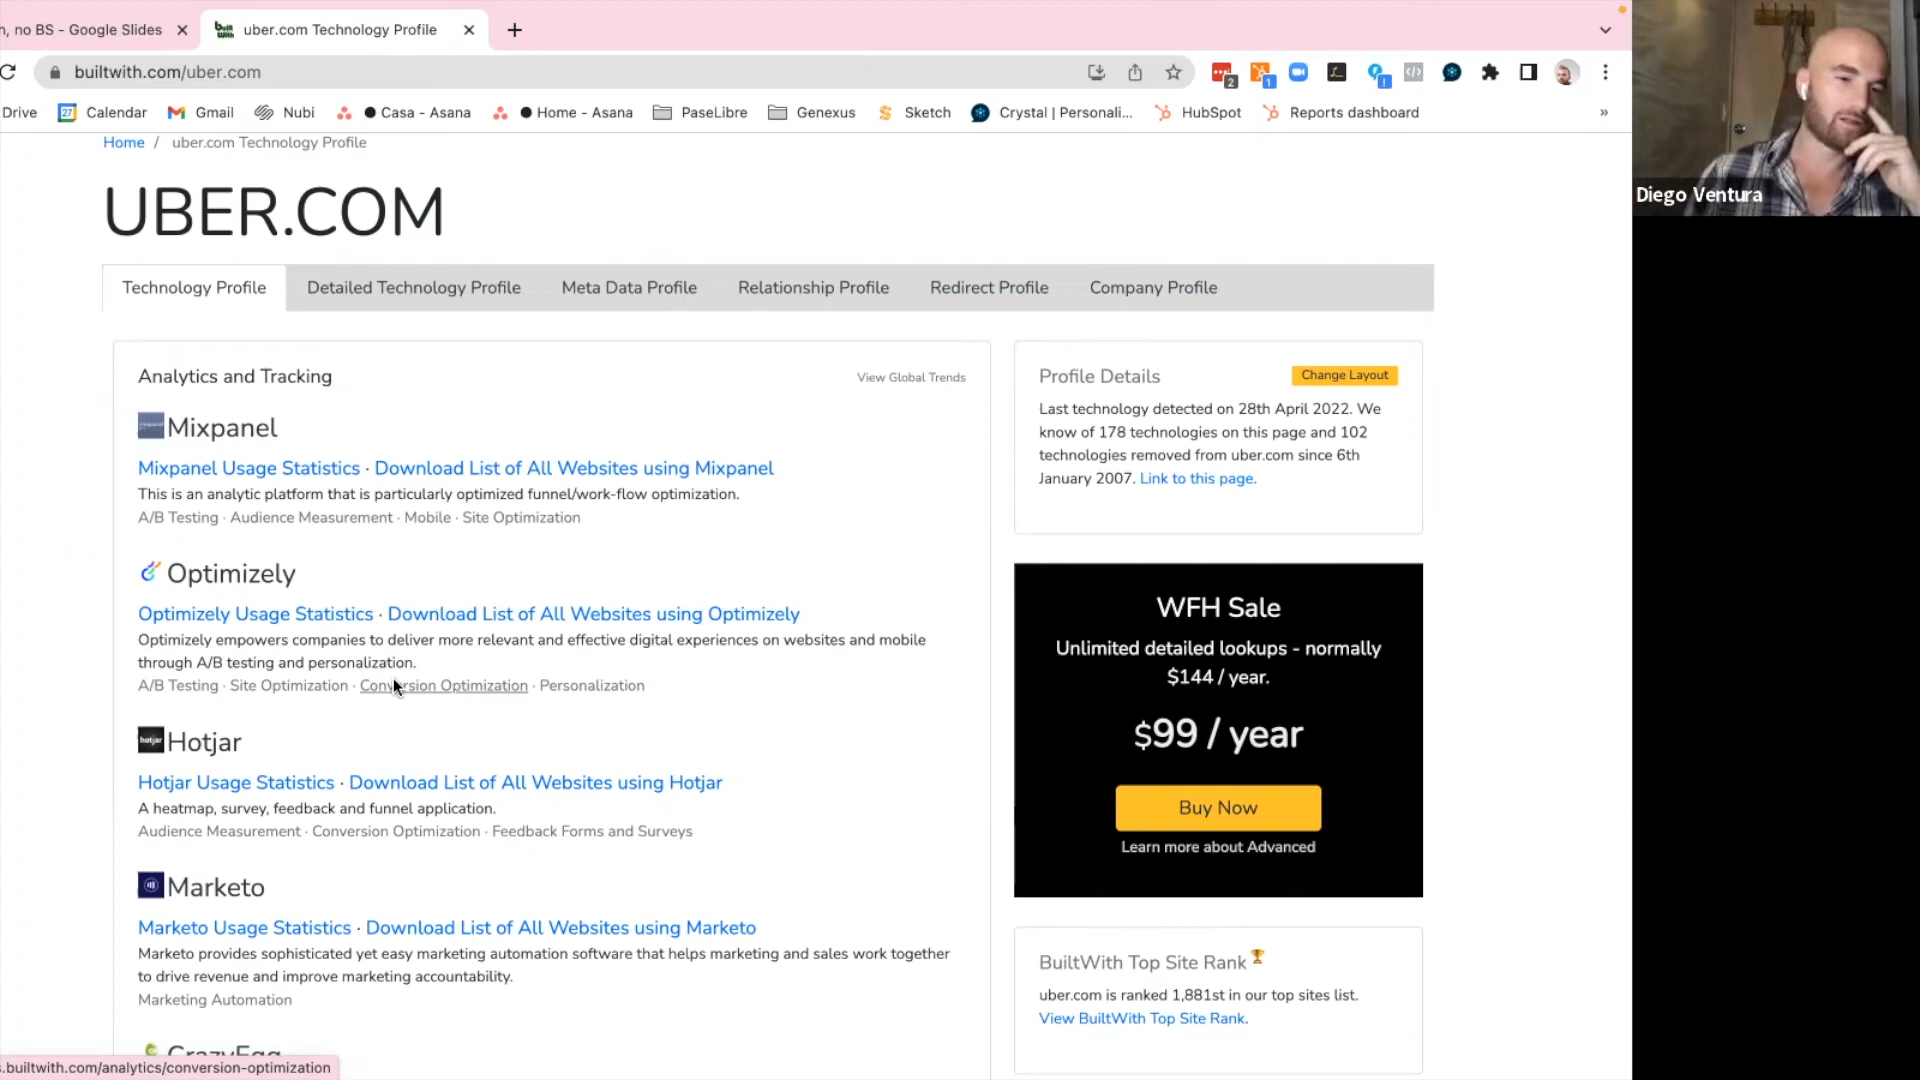 h, no BS - Google Slides
uber.com Technology Profile
builtwith.com/uber.com
2
1
!
Drive
27
Calendar
Gmail
Nubi
Casa - Asana
Home - Asana
PaseLibre
Genexus
Sketch
Crystal | Personali...
HubSpot
Reports dashboard
»
Diego Ventura
Home / uber.com Technology Profile
UBER.COM
Technology Profile
Detailed Technology Profile
Meta Data Profile
Relationship Profile
Redirect Profile
Company Profile
Analytics and Tracking
View Global Trends
Mixpanel
Mixpanel Usage Statistics · Download List of All Websites using Mixpanel
This is an analytic platform that is particularly optimized funnel/work-flow optimization.
A/B Testing · Audience Measurement · Mobile · Site Optimization
Optimizely
Optimizely Usage Statistics · Download List of All Websites using Optimizely
Optimizely empowers companies to deliver more relevant and effective digital experiences on websites and mobile
through A/B testing and personalization.
A/B Testing · Site Optimization · Conversion Optimization · Personalization
hotjar
Hotjar
Hotjar Usage Statistics · Download List of All Websites using Hotjar
A heatmap, survey, feedback and funnel application.
Audience Measurement · Conversion Optimization · Feedback Forms and Surveys
Marketo
Marketo Usage Statistics · Download List of All Websites using Marketo
Marketo provides sophisticated yet easy marketing automation software that helps marketing and sales work together
to drive revenue and improve marketing accountability.
Marketing Automation
CrazyEgg
s.builtwith.com/analytics/conversion-optimization
Profile Details
Change Layout
Last technology detected on 28th April 2022. We
know of 178 technologies on this page and 102
technologies removed from uber.com since 6th
January 2007. Link to this page.
WFH Sale
Unlimited detailed lookups - normally
$144 / year.
$99 / year
Buy Now
Learn more about Advanced
BuiltWith Top Site Rank
uber.com is ranked 1,881st in our top sites list.
View BuiltWith Top Site Rank.